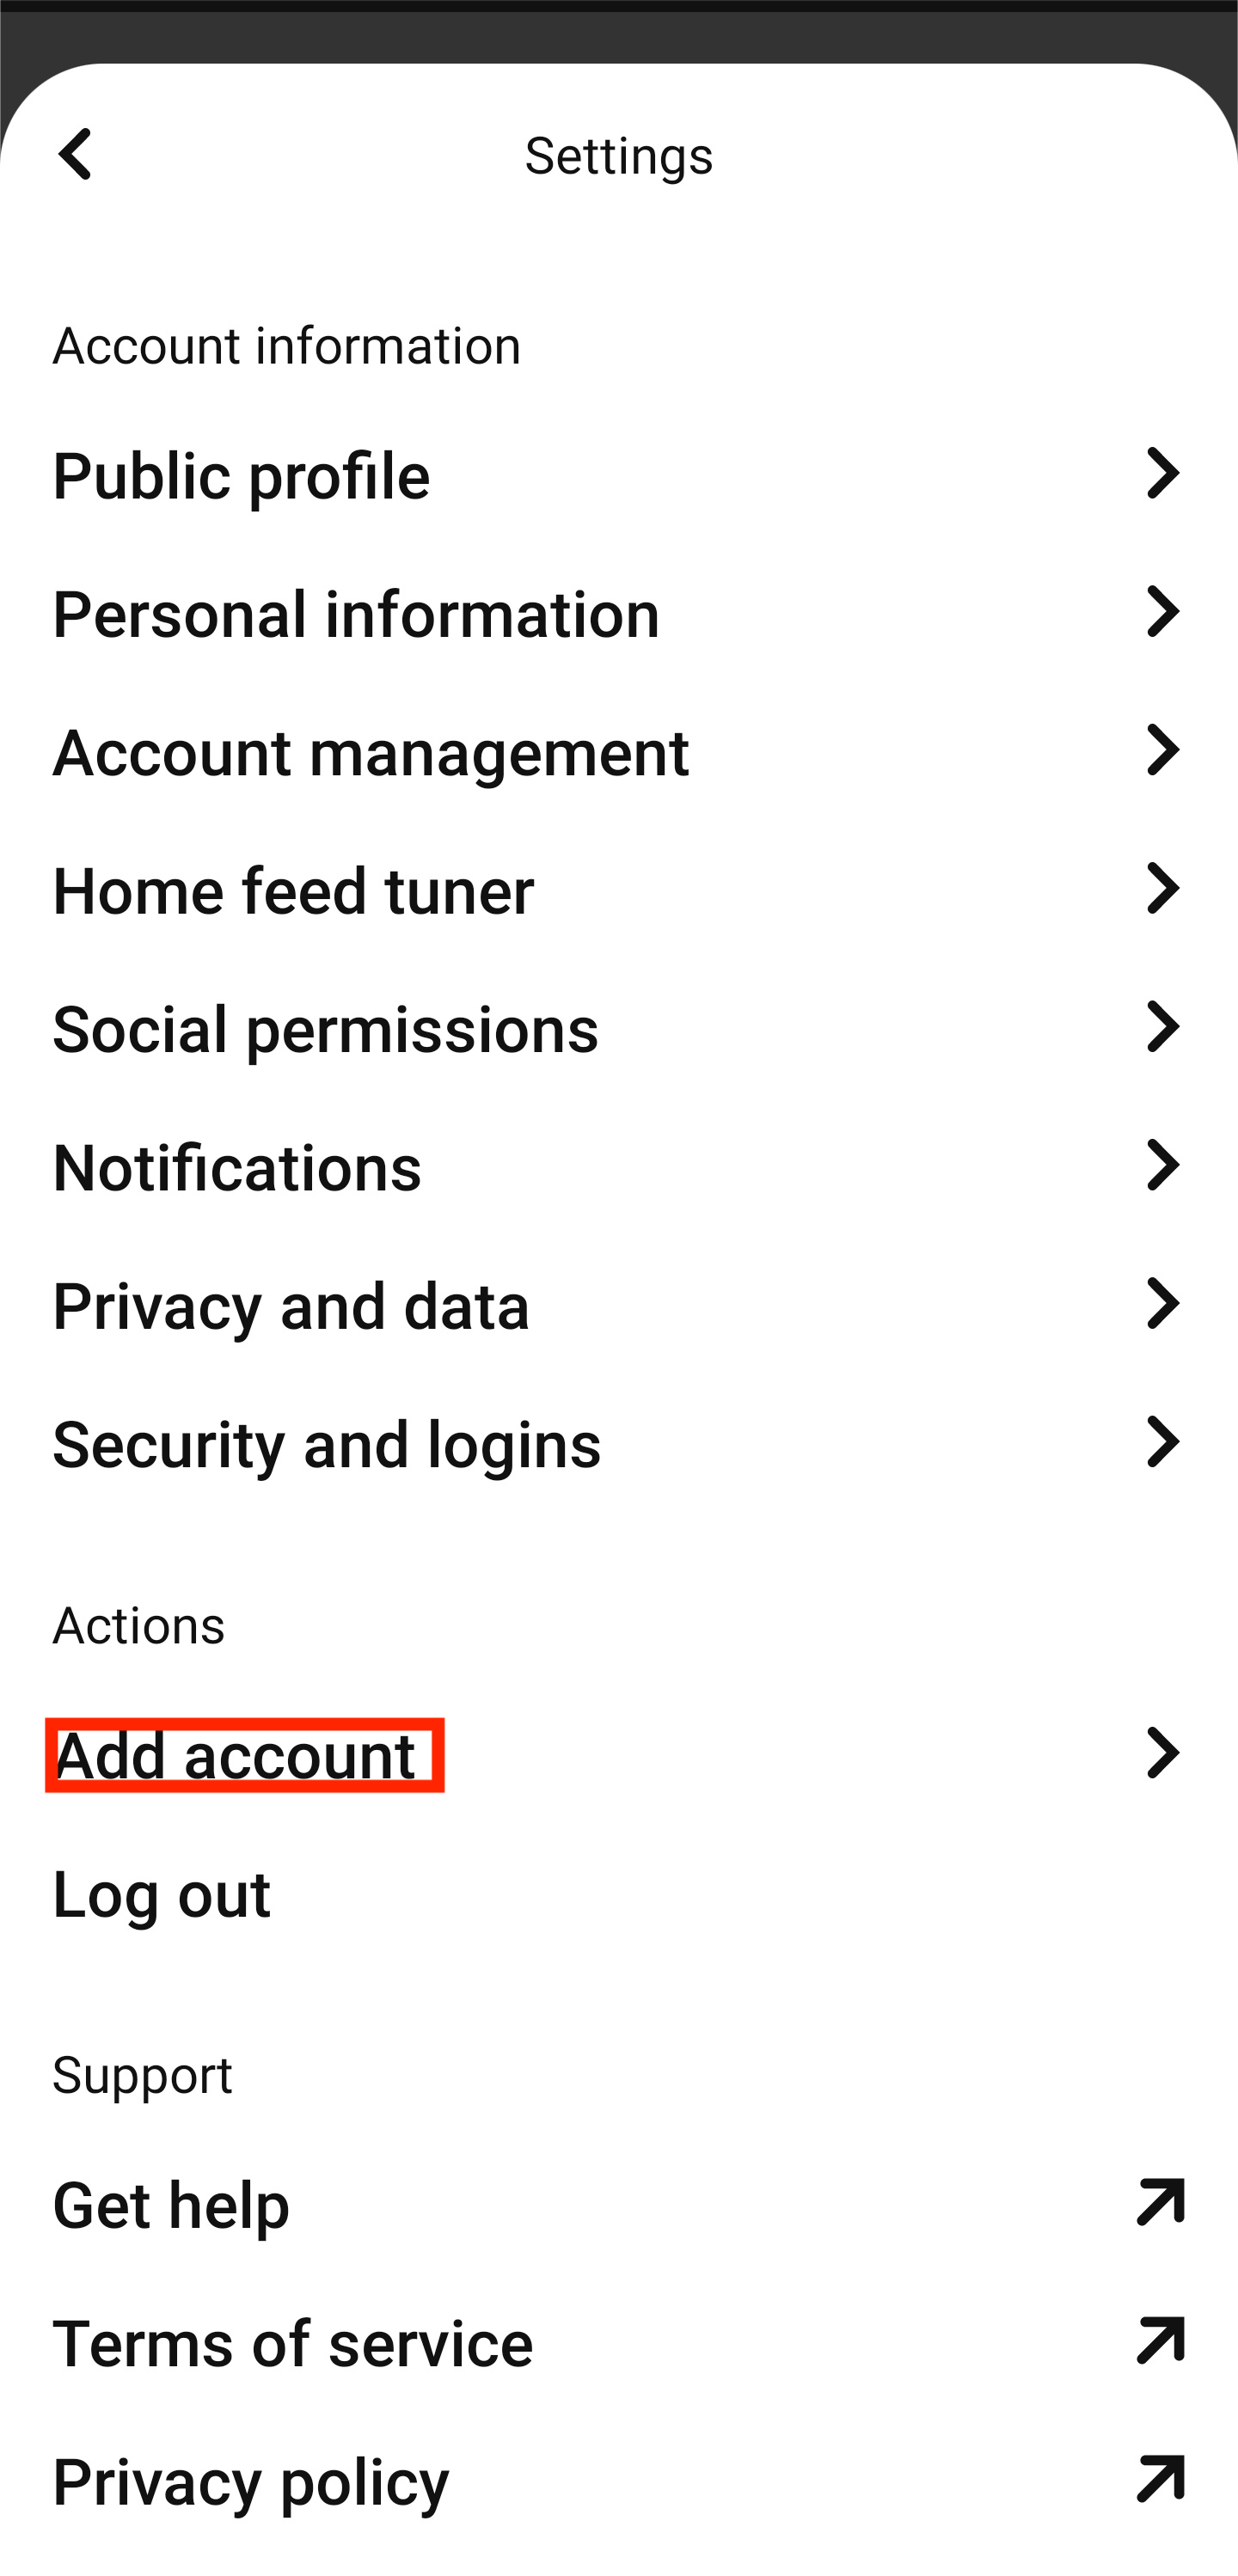 Settings
Account information
Public profile
Personal information
Account management
Home feed tuner
Social permissions
Notifications
Privacy and data
Security and logins
Actions
Add account
Log out
Support
Get help
Terms of service
Privacy policy